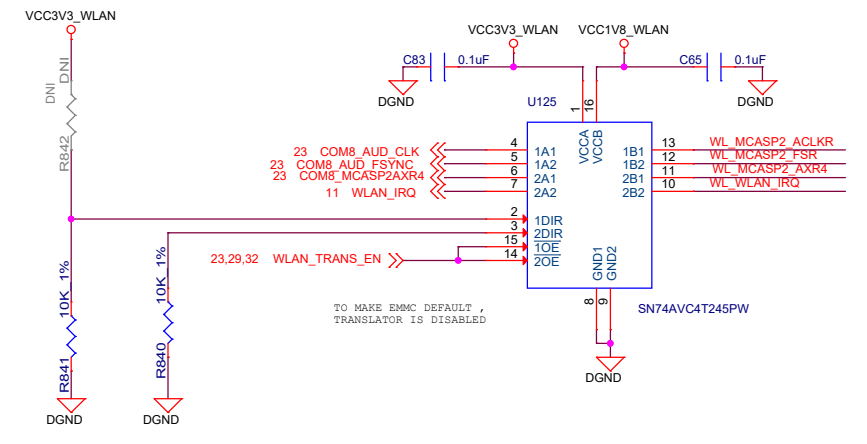 VCC3V3_WLAN
VCC3V3_WLAN
VCC1V8_WLAN
DNI
DNI
R842
C83
0.1uF
C65
0.1uF
DGND
DGND
U125
1
16
VCCA
VCCB
23 COM8_AUD_CLK
4
1A1
1B1
13
WL_MCASP2_ACLKR
23 COM8_AUD_FSYNC
5
1A2
1B2
12
WL_MCASP2_FSR
23 COM8_MCASP2AXR4
6
2A1
2B1
11
WL_MCASP2_AXR4
11 WLAN_IRQ
7
2A2
2B2
10
WL_WLAN_IRQ
2
1DIR
3
2DIR
15
1OE
23,29,32 WLAN_TRANS_EN
14
2OE
GND1
GND2
8
9
10K 1%
R841
10K 1%
R840
TO MAKE EMMC DEFAULT ,
TRANSLATOR IS DISABLED
SN74AVC4T245PW
DGND
DGND
DGND